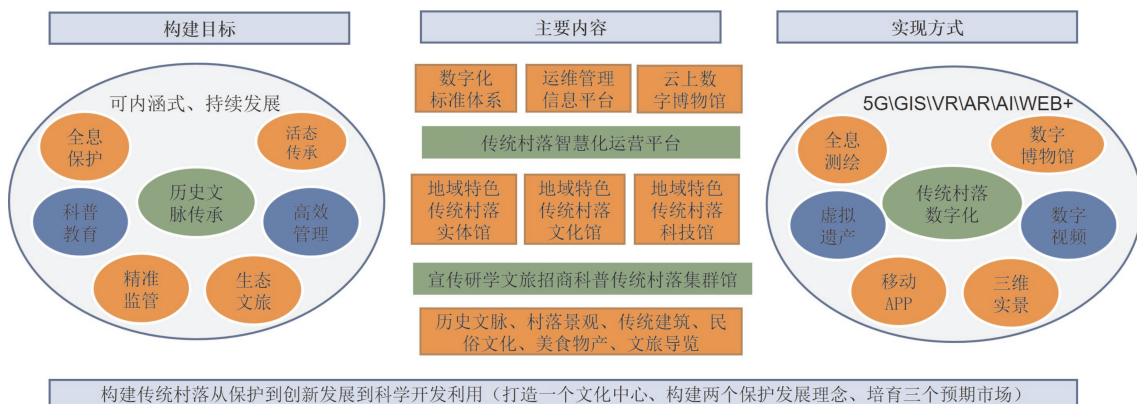 构建目标
主要内容
实现方式
可内涵式、持续发展
全息
保护
活态
传承
历史文
脉传承
科普
教育
高效
管理
精准
监管
生态
文旅
数字化
标准体系
运维管理
信息平台
云上数
字博物馆
传统村落智慧化运营平台
地域特色
传统村落
实体馆
地域特色
传统村落
文化馆
地域特色
传统村落
科技馆
宣传研学文旅招商科普传统村落集群馆
历史文脉、村落景观、传统建筑、民
俗文化、美食物产、文旅导览
5G\GIS\VR\AR\AI\WEB+
全息
测绘
数字
博物馆
传统村落
数字化
虚拟
遗产
数字
视频
移动
APP
三维
实景
构建传统村落从保护到创新发展到科学开发利用（打造一个文化中心、构建两个保护发展理念、培育三个预期市场）